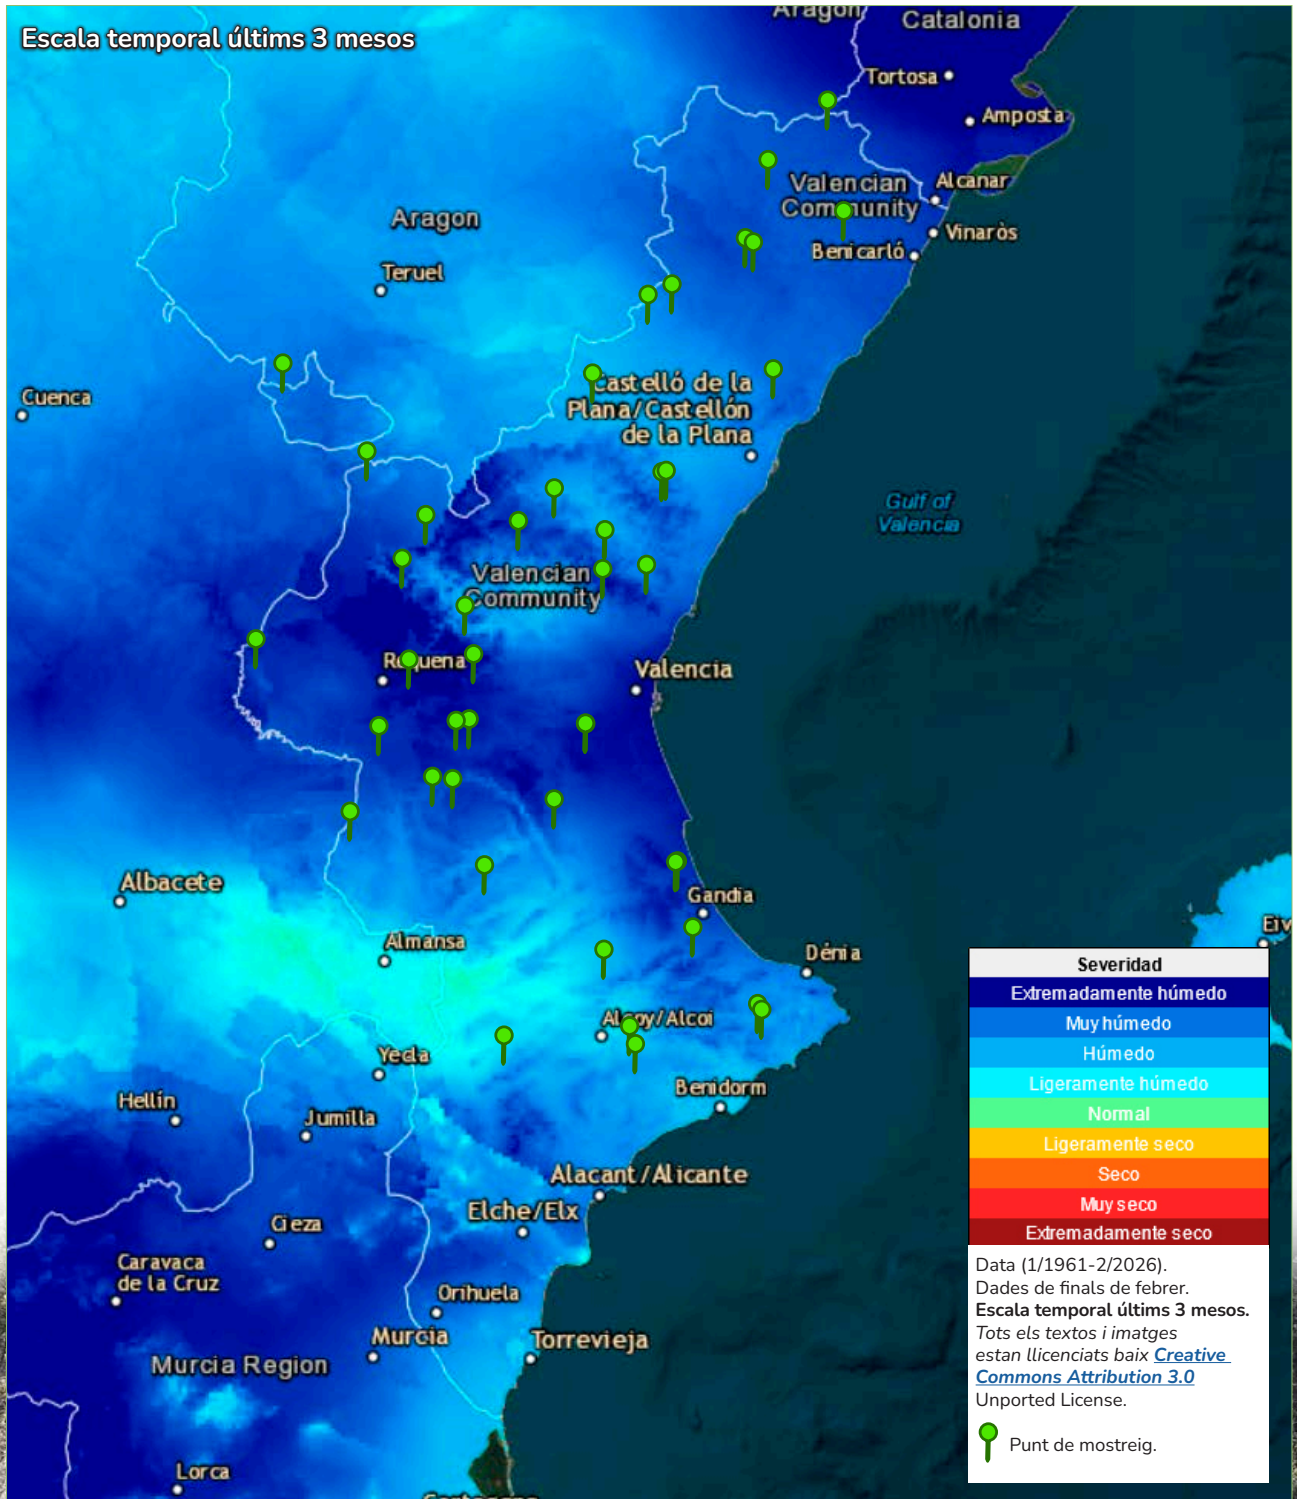 Escala temporal últims 3 mesos
Aragon
Catalonia
Tortosa
Amposta
Valencian
Community
Alcanar
Vinaròs
Benicarló
Aragon
Teruel
Cuenca
Castelló de la
Plana/Castellón
de la Plana
Gulf of
Valencia
Valencian
Community
Requena
Valencia
Albacete
Gandia
Almansa
Dénia
Alcoy/Alcoi
Yecla
Benidorm
Hellín
Jumilla
Alacant/Alicante
Elche/Elx
Cieza
Caravaca
de la Cruz
Orihuela
Murcia
Torrevieja
Murcia Region
Lorca
Eiv
Severidad
Extremadamente húmedo
Muy húmedo
Húmedo
Ligeramente húmedo
Normal
Ligeramente seco
Seco
Muy seco
Extremadamente seco
Data (1/1961-2/2026).
Dades de finals de febrer.
Escala temporal últims 3 mesos.
Tots els textos i imatges
estan llicenciats baix Creative
Commons Attribution 3.0
Unported License.
Punt de mostreig.